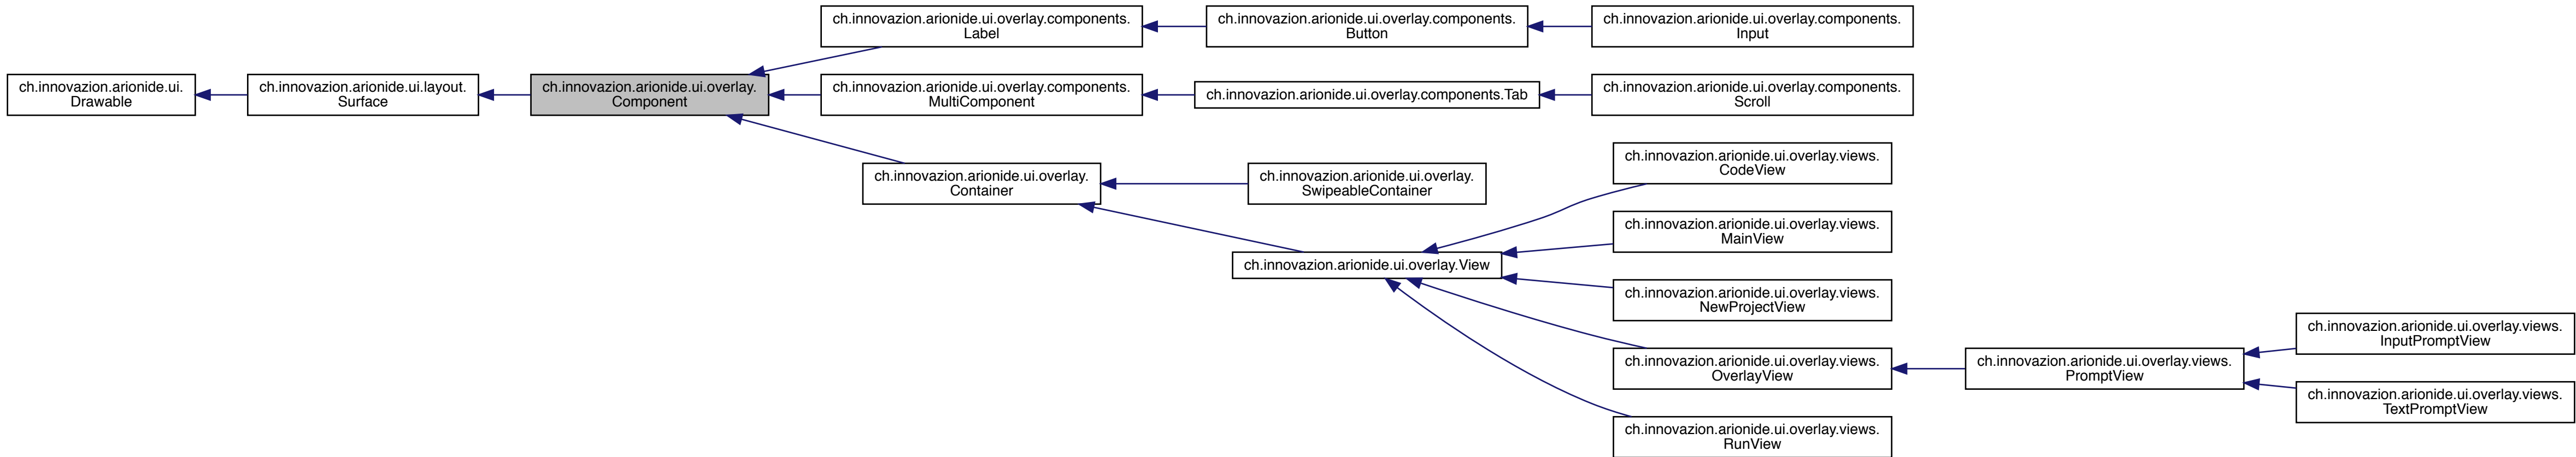 ch.innovazion.arionide.ui.
Drawable
ch.innovazion.arionide.ui.layout.
Surface
ch.innovazion.arionide.ui.overlay.
Component
ch.innovazion.arionide.ui.overlay.components.
Label
ch.innovazion.arionide.ui.overlay.components.
Button
ch.innovazion.arionide.ui.overlay.components.
Input
ch.innovazion.arionide.ui.overlay.components.
MultiComponent
ch.innovazion.arionide.ui.overlay.components.Tab
ch.innovazion.arionide.ui.overlay.components.
Scroll
ch.innovazion.arionide.ui.overlay.
Container
ch.innovazion.arionide.ui.overlay.
SwipeableContainer
ch.innovazion.arionide.ui.overlay.View
ch.innovazion.arionide.ui.overlay.views.
CodeView
ch.innovazion.arionide.ui.overlay.views.
MainView
ch.innovazion.arionide.ui.overlay.views.
NewProjectView
ch.innovazion.arionide.ui.overlay.views.
OverlayView
ch.innovazion.arionide.ui.overlay.views.
RunView
ch.innovazion.arionide.ui.overlay.views.
PromptView
ch.innovazion.arionide.ui.overlay.views.
InputPromptView
ch.innovazion.arionide.ui.overlay.views.
TextPromptView